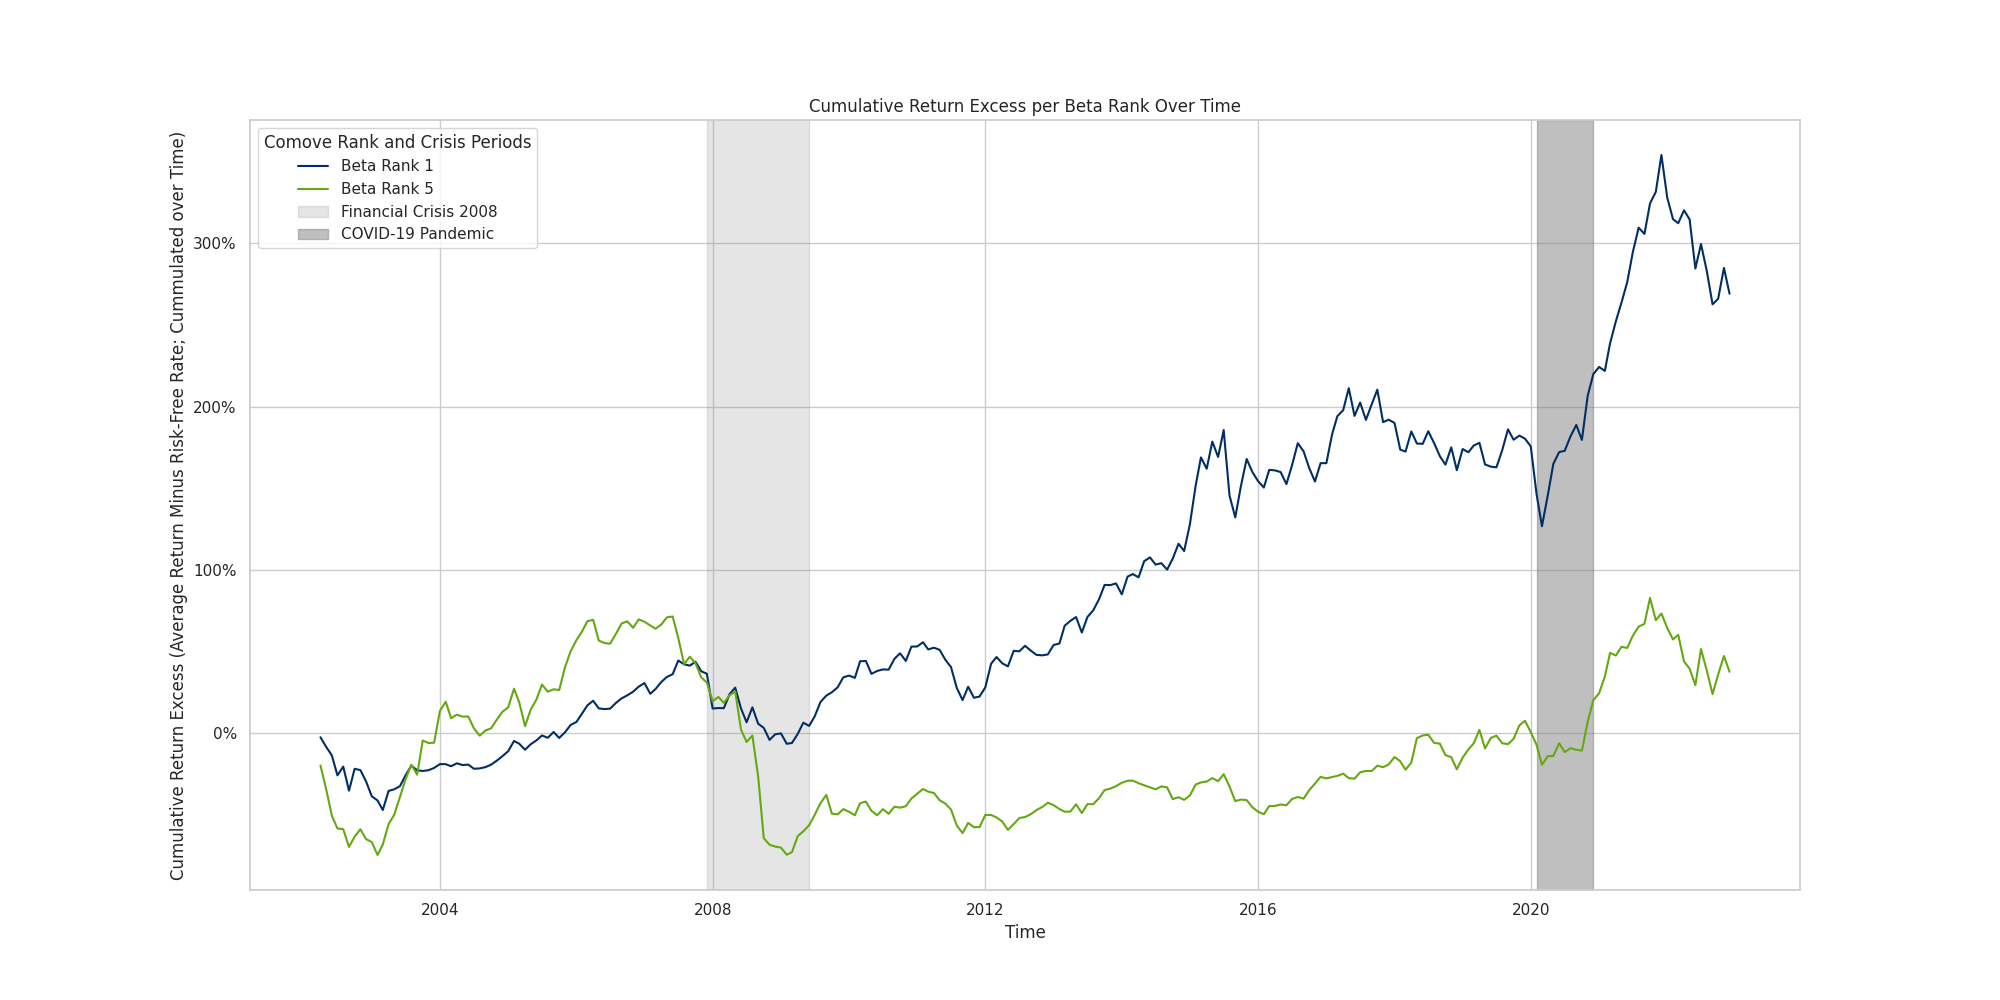 Cumulative Return Excess per Beta Rank Over Time
Cumulative Return Excess (Average Return Minus Risk-Free Rate; Cummulated over Time)
Comove Rank and Crisis Periods
Beta Rank 1
Beta Rank 5
Financial Crisis 2008
COVID-19 Pandemic
300%
200%
100%
0%
2004 2008 2012 2016 2020
Time